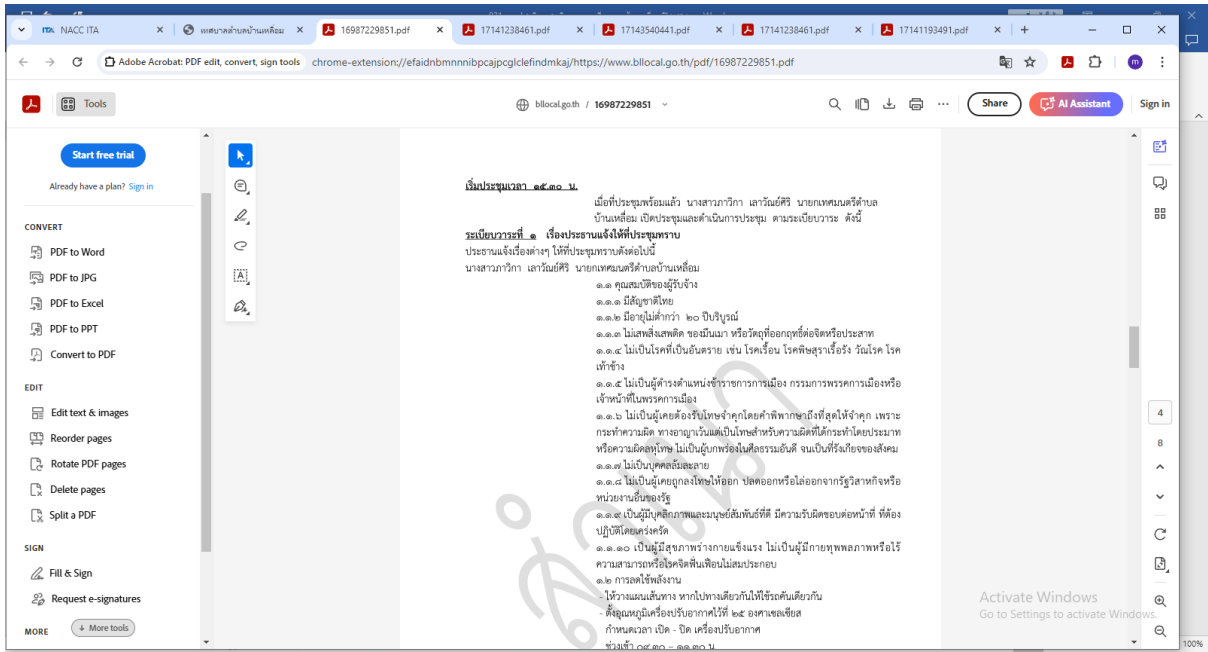 NACC ITA
เทศบาลตำบลบ้านเหลื่อม
16987229851.pdf
17141238461.pdf
17143540441.pdf
17141238461.pdf
17141193491.pdf
Adobe Acrobat: PDF edit, convert, sign tools
chrome-extension://efaidnbmnnnibpcajpcglclefindmkaj/https://www.bllocal.go.th/pdf/16987229851.pdf
m
Tools
bllocal.go.th / 16987229851
Share
AI Assistant
Sign in
Start free trial
Already have a plan? Sign in
CONVERT
PDF to Word
PDF to JPG
PDF to Excel
PDF to PPT
Convert to PDF
EDIT
Edit text & images
Reorder pages
Rotate PDF pages
Delete pages
Split a PDF
SIGN
Fill & Sign
Request e-signatures
MORE
More tools
เริ่มประชุมเวลา ๑๕.๓๐ น.
เมื่อที่ประชุมพร้อมแล้ว นางสาวภาวิกา เลาวัณย์ศิริ นายกเทศมนตรีตำบล
บ้านเหลื่อม เปิดประชุมและดำเนินการประชุม ตามระเบียบวาระ ดังนี้
ระเบียบวาระที่ ๑ เรื่องประธานแจ้งให้ที่ประชุมทราบ
ประธานแจ้งเรื่องต่างๆ ให้ที่ประชุมทราบดังต่อไปนี้
นางสาวภาวิกา เลาวัณย์ศิริ นายกเทศมนตรีตำบลบ้านเหลื่อม
๑.๑ คุณสมบัติของผู้รับจ้าง
๑.๑.๑ มีสัญชาติไทย
๑.๑.๒ มีอายุไม่ต่ำกว่า ๒๐ ปีบริบูรณ์
๑.๑.๓ ไม่เสพสิ่งเสพติด ของมึนเมา หรือวัตถุที่ออกฤทธิ์ต่อจิตหรือประสาท
๑.๑.๔ ไม่เป็นโรคที่เป็นอันตราย เช่น โรคเรื้อน โรคพิษสุราเรื้อรัง วัณโรค โรค
เท้าช้าง
๑.๑.๕ ไม่เป็นผู้ดำรงตำแหน่งข้าราชการการเมือง กรรมการพรรคการเมืองหรือ
เจ้าหน้าที่ในพรรคการเมือง
๑.๑.๖ ไม่เป็นผู้เคยต้องรับโทษจำคุกโดยคำพิพากษาถึงที่สุดให้จำคุก เพราะ
กระทำความผิด ทางอาญาเว้นแต่เป็นโทษสำหรับความผิดที่ได้กระทำโดยประมาท
หรือความผิดลหุโทษ ไม่เป็นผู้บกพร่องในศีลธรรมอันดี จนเป็นที่รังเกียจของสังคม
๑.๑.๗ ไม่เป็นบุคคลล้มละลาย
๑.๑.๘ ไม่เป็นผู้เคยถูกลงโทษให้ออก ปลดออกหรือไล่ออกจากรัฐวิสาหกิจหรือ
หน่วยงานอื่นของรัฐ
๑.๑.๙ เป็นผู้มีบุคลิกภาพและมนุษย์สัมพันธ์ที่ดี มีความรับผิดชอบต่อหน้าที่ ที่ต้อง
ปฏิบัติโดยเคร่งครัด
๑.๑.๑๐ เป็นผู้มีสุขภาพร่างกายแข็งแรง ไม่เป็นผู้มีกายทุพพลภาพหรือไร้
ความสามารถหรือโรคจิตฟั่นเฟือนไม่สมประกอบ
๑.๒ การลดใช้พลังงาน
- ให้วางแผนเส้นทาง หากไปทางเดียวกันให้ใช้รถคันเดียวกัน
- ตั้งอุณหภูมิเครื่องปรับอากาศไว้ที่ ๒๕ องศาเซลเซียส
กำหนดเวลา เปิด - ปิด เครื่องปรับอากาศ
ช่วงเช้า ๐๙.๓๐ – ๑๑.๓๐ น.
สำเนา
4
8
Activate Windows
Go to Settings to activate Windows.
100%